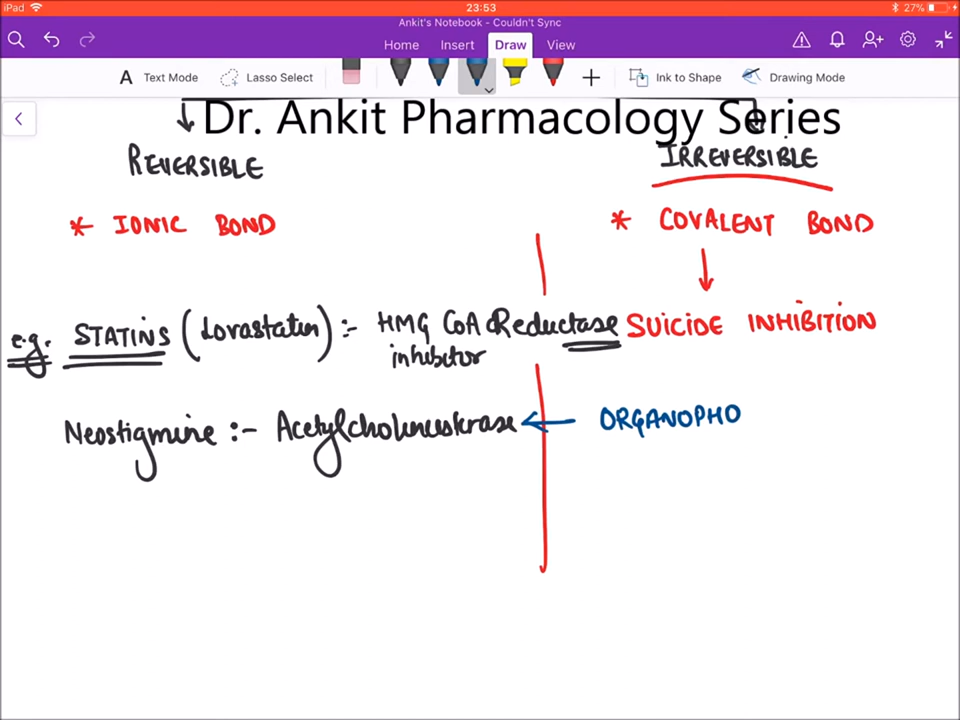 iPad 23:53 27%
Ankit's Notebook - Couldn't Sync
Home Insert Draw View
A Text Mode Lasso Select Ink to Shape Drawing Mode
Dr. Ankit Pharmacology Series
REVERSIBLE IRREVERSIBLE
* IONIC BOND * COVALENT BOND
e.g. STATINS (Lovastatin) :- HMG CoA Reductase SUICIDE INHIBITION
inhibitor
Neostigmine :- Acetylcholinesterase ORGANOPHO